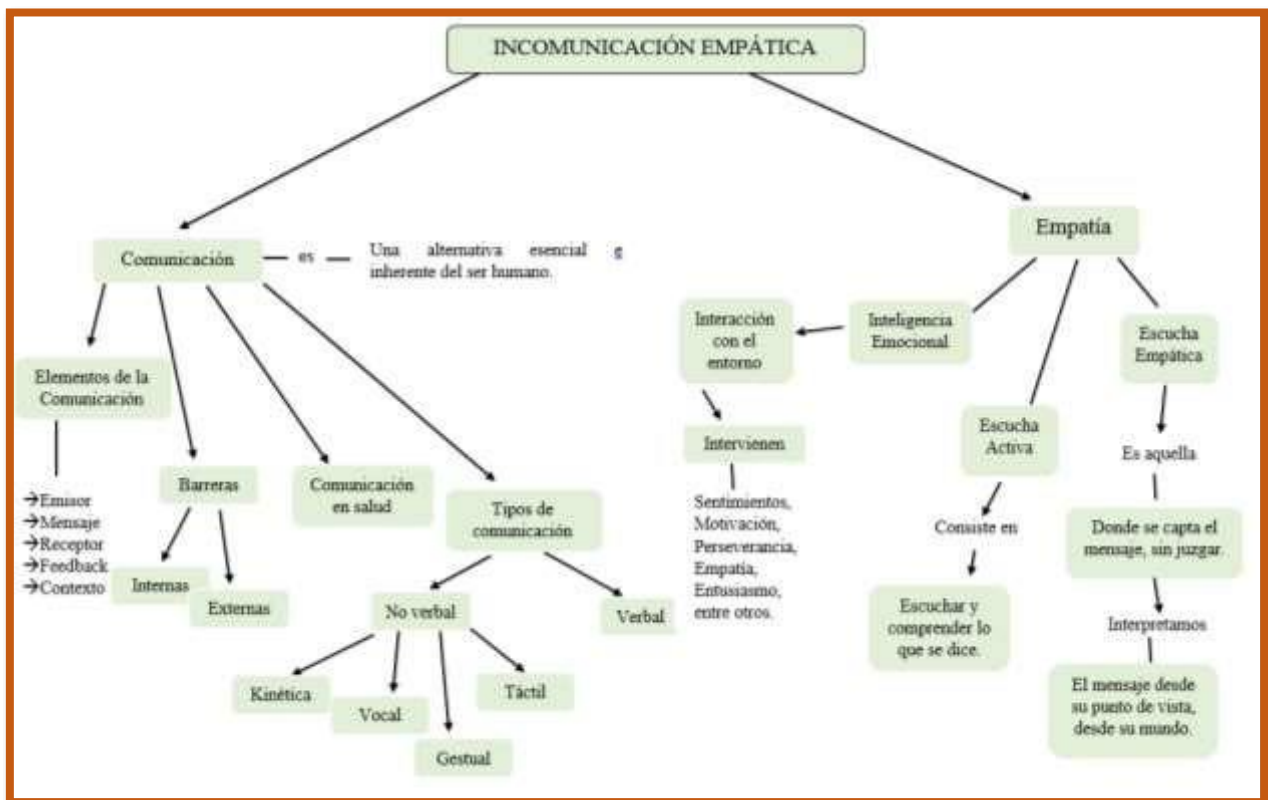 INCOMUNICACIÓN EMPÁTICA
Comunicación
es
Una alternativa esencial e
inherente del ser humano.
Elementos de la
Comunicación
→Emisor
→Mensaje
→Receptor
→Feedback
→Contexto
Barreras
Internas
Externas
Comunicación
en salud
Tipos de
comunicación
No verbal
Verbal
Kinética
Vocal
Gestual
Táctil
Empatía
Inteligencia
Emocional
Interacción
con el
entorno
Intervienen
Sentimientos,
Motivación,
Perseverancia,
Empatía,
Entusiasmo,
entre otros.
Escucha
Activa
Consiste en
Escuchar y
comprender lo
que se dice.
Escucha
Empática
Es aquella
Donde se capta el
mensaje, sin juzgar.
Interpretamos
El mensaje desde
su punto de vista,
desde su mundo.